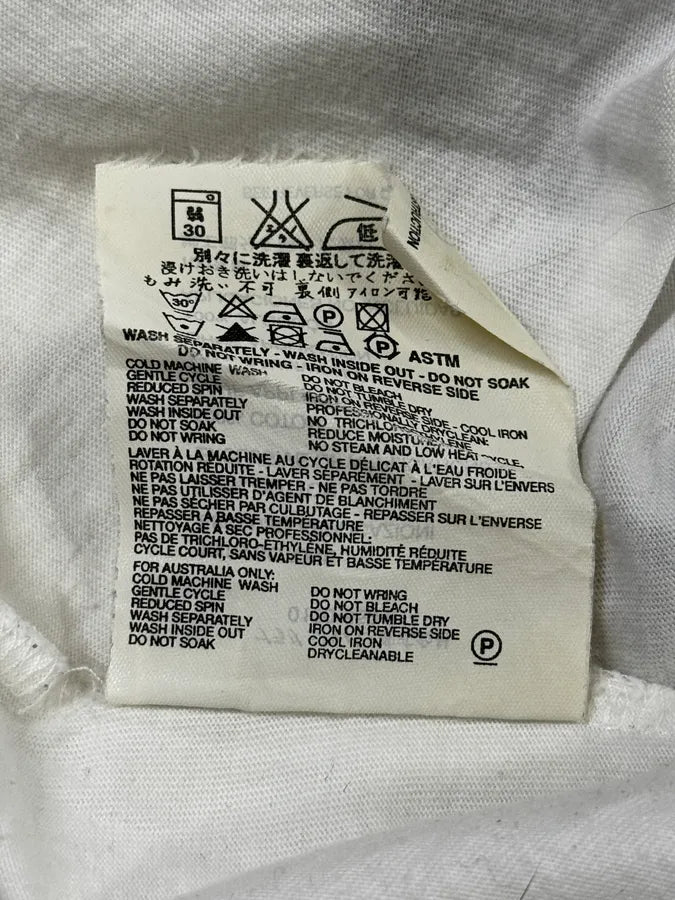 30
低
別々に洗濯 裏返して洗濯
浸けおき洗いはしないでくださ
もみ洗い不可 裏側アイロン可能
30° P
P ASTM
WASH SEPARATELY - WASH INSIDE OUT - DO NOT SOAK
DO NOT WRING - IRON ON REVERSE SIDE
COLD MACHINE WASH DO NOT BLEACH
GENTLE CYCLE DO NOT TUMBLE DRY
REDUCED SPIN IRON ON REVERSE SIDE - COOL IRON
WASH SEPARATELY PROFESSIONALLY DRYCLEAN:
WASH INSIDE OUT NO TRICHLOROETHYLENE
DO NOT SOAK REDUCE MOISTURE CYCLE,
DO NOT WRING NO STEAM AND LOW HEAT
LAVER À LA MACHINE AU CYCLE DÉLICAT À L'EAU FROIDE
ROTATION RÉDUITE - LAVER SÉPARÉMENT - LAVER SUR L'ENVERS
NE PAS LAISSER TREMPER - NE PAS TORDRE
NE PAS UTILISER D'AGENT DE BLANCHIMENT
NE PAS SÉCHER PAR CULBUTAGE - REPASSER SUR L'ENVERSE
REPASSER À BASSE TEMPÉRATURE
NETTOYAGE À SEC PROFESSIONNEL:
PAS DE TRICHLORO-ETHYLÈNE, HUMIDITÉ RÉDUITE
CYCLE COURT, SANS VAPEUR ET BASSE TEMPÉRATURE
FOR AUSTRALIA ONLY:
COLD MACHINE WASH DO NOT WRING
GENTLE CYCLE DO NOT BLEACH
REDUCED SPIN DO NOT TUMBLE DRY
WASH SEPARATELY IRON ON REVERSE SIDE
WASH INSIDE OUT COOL IRON
DO NOT SOAK DRYCLEANABLE
P